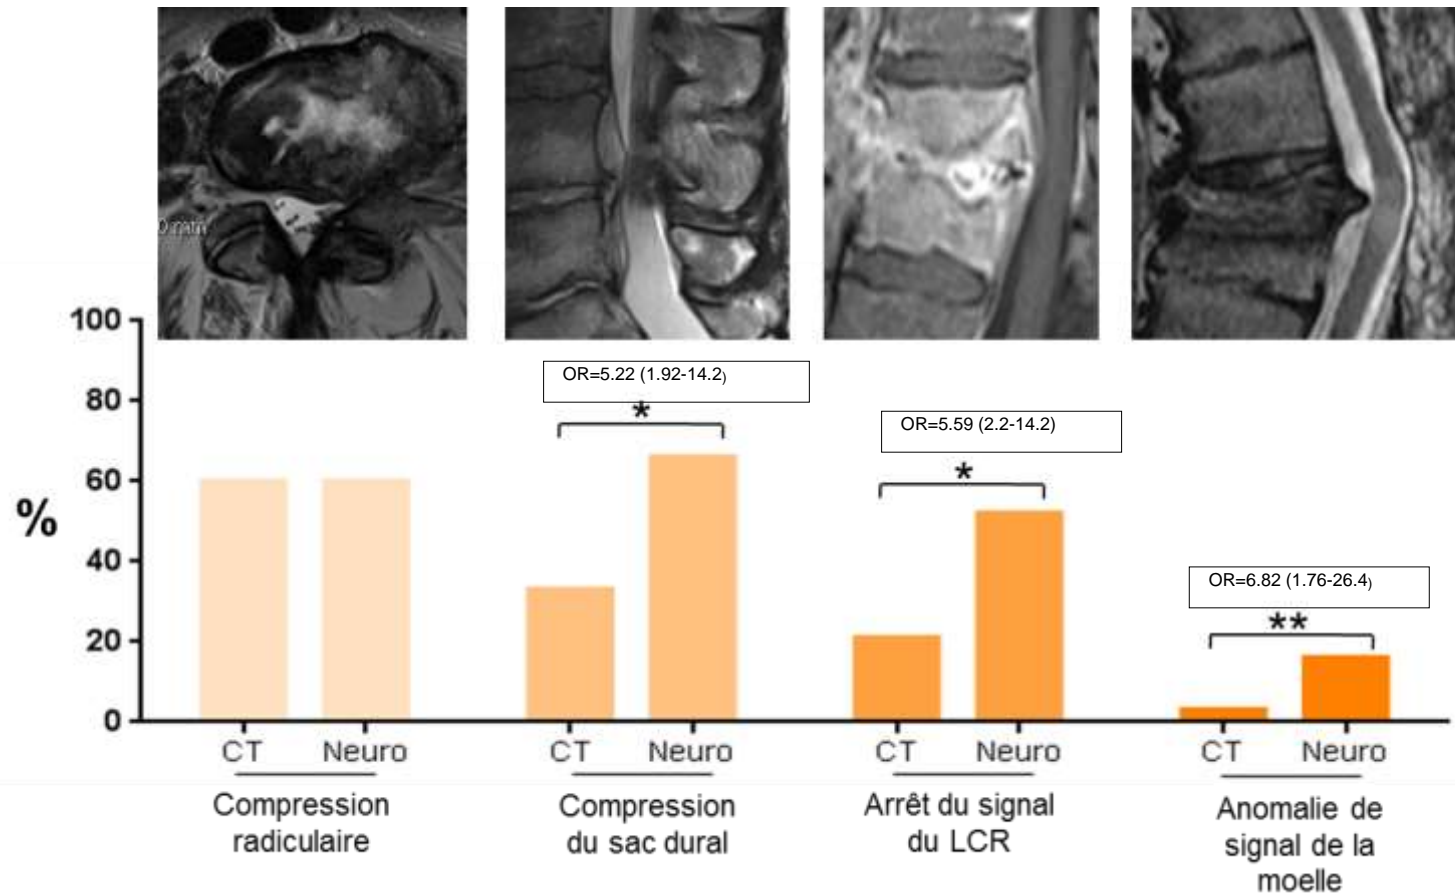 0 mm
100
80
60
40
20
0
%
OR=5.22 (1.92-14.2)
*
OR=5.59 (2.2-14.2)
*
OR=6.82 (1.76-26.4)
**
CT Neuro
CT Neuro
CT Neuro
CT Neuro
Compression
radiculaire
Compression
du sac dural
Arrêt du signal
du LCR
Anomalie de
signal de la
moelle